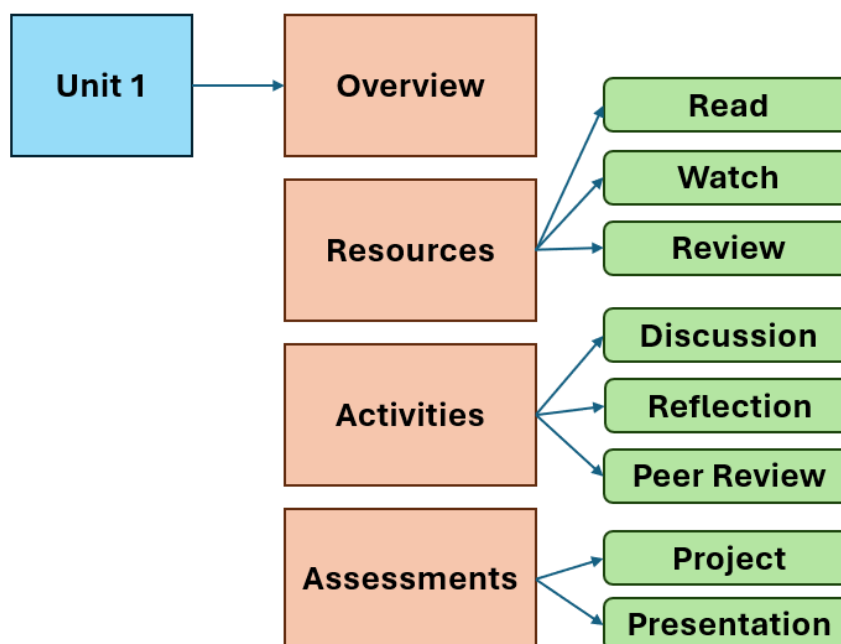 Unit 1
Overview
Resources
Read
Watch
Review
Activities
Discussion
Reflection
Peer Review
Assessments
Project
Presentation